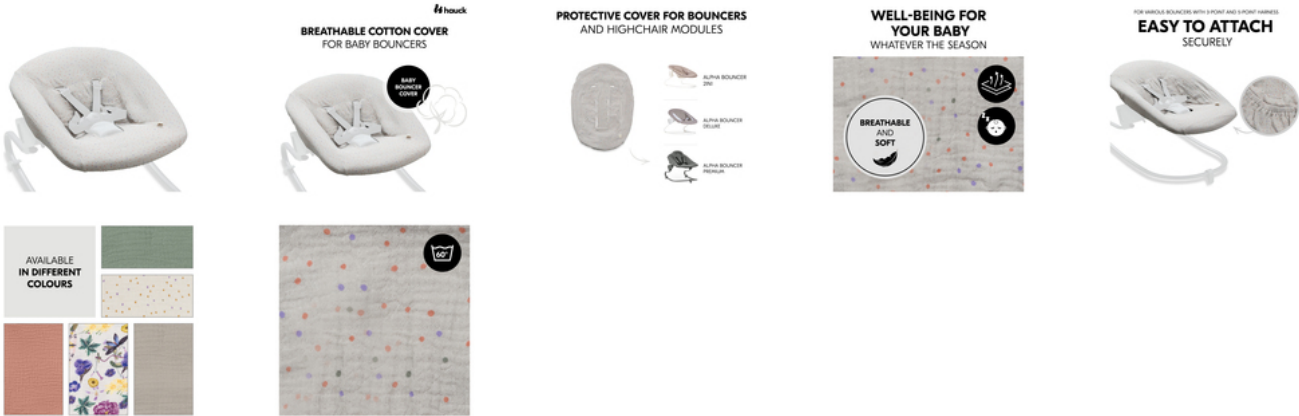 hauck
BREATHABLE COTTON COVER
FOR BABY BOUNCERS
BABY
BOUNCER
COVER
PROTECTIVE COVER FOR BOUNCERS
AND HIGHCHAIR MODULES
ALPHA BOUNCER
2IN1
ALPHA BOUNCER
DELUXE
ALPHA BOUNCER
PREMIUM
WELL-BEING FOR
YOUR BABY
WHATEVER THE SEASON
BREATHABLE
AND
SOFT
FOR VARIOUS BOUNCERS WITH 3-POINT AND 5-POINT HARNESS
EASY TO ATTACH
SECURELY
AVAILABLE
IN DIFFERENT
COLOURS
60°